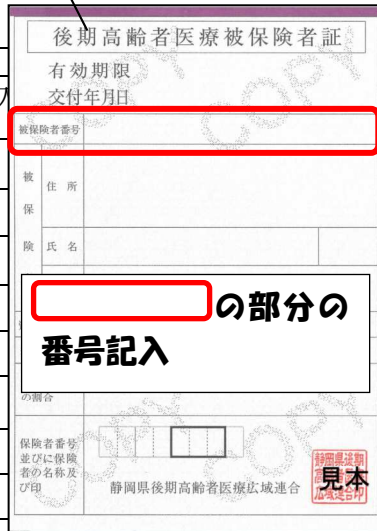 後期高齢者医療被保険者証
有効期限
交付年月日
被保険者番号
被
保
険
住 所
氏 名
の部分の
番号記入
の割合
保険者番号
並びに保険
者の名称及
び印
静岡県後期高齢者医療広域連合
見本
COPY
COPY
COPY
COPY